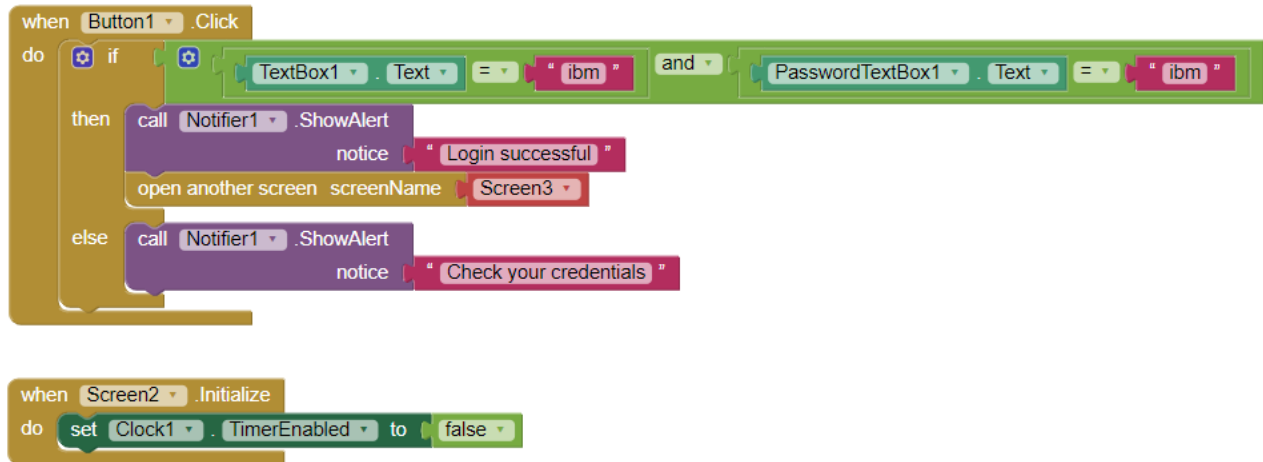 when Button1 .Click
do if TextBox1 . Text = " ibm " and PasswordTextBox1 . Text = " ibm "
then call Notifier1 .ShowAlert
notice " Login successful "
open another screen screenName Screen3
else call Notifier1 .ShowAlert
notice " Check your credentials "
when Screen2 .Initialize
do set Clock1 . TimerEnabled to false